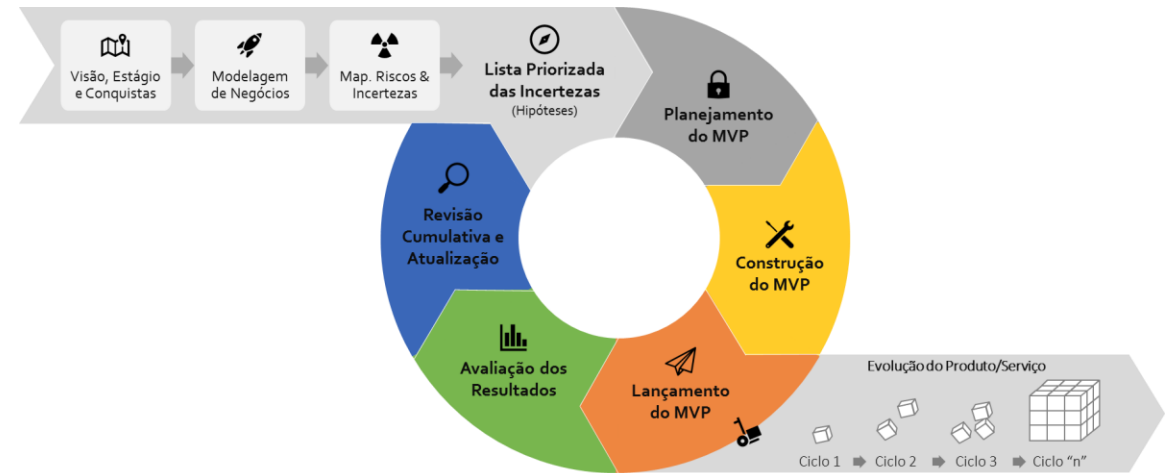 Visão, Estágio
e Conquistas
Modelagem
de Negócios
Map. Riscos &
Incertezas
Lista Priorizada
das Incertezas
(Hipóteses)
Planejamento
do MVP
Construção
do MVP
Lançamento
do MVP
Avaliação dos
Resultados
Revisão
Cumulativa e
Atualização
Evolução do Produto/Serviço
Ciclo 1
Ciclo 2
Ciclo 3
Ciclo “n”